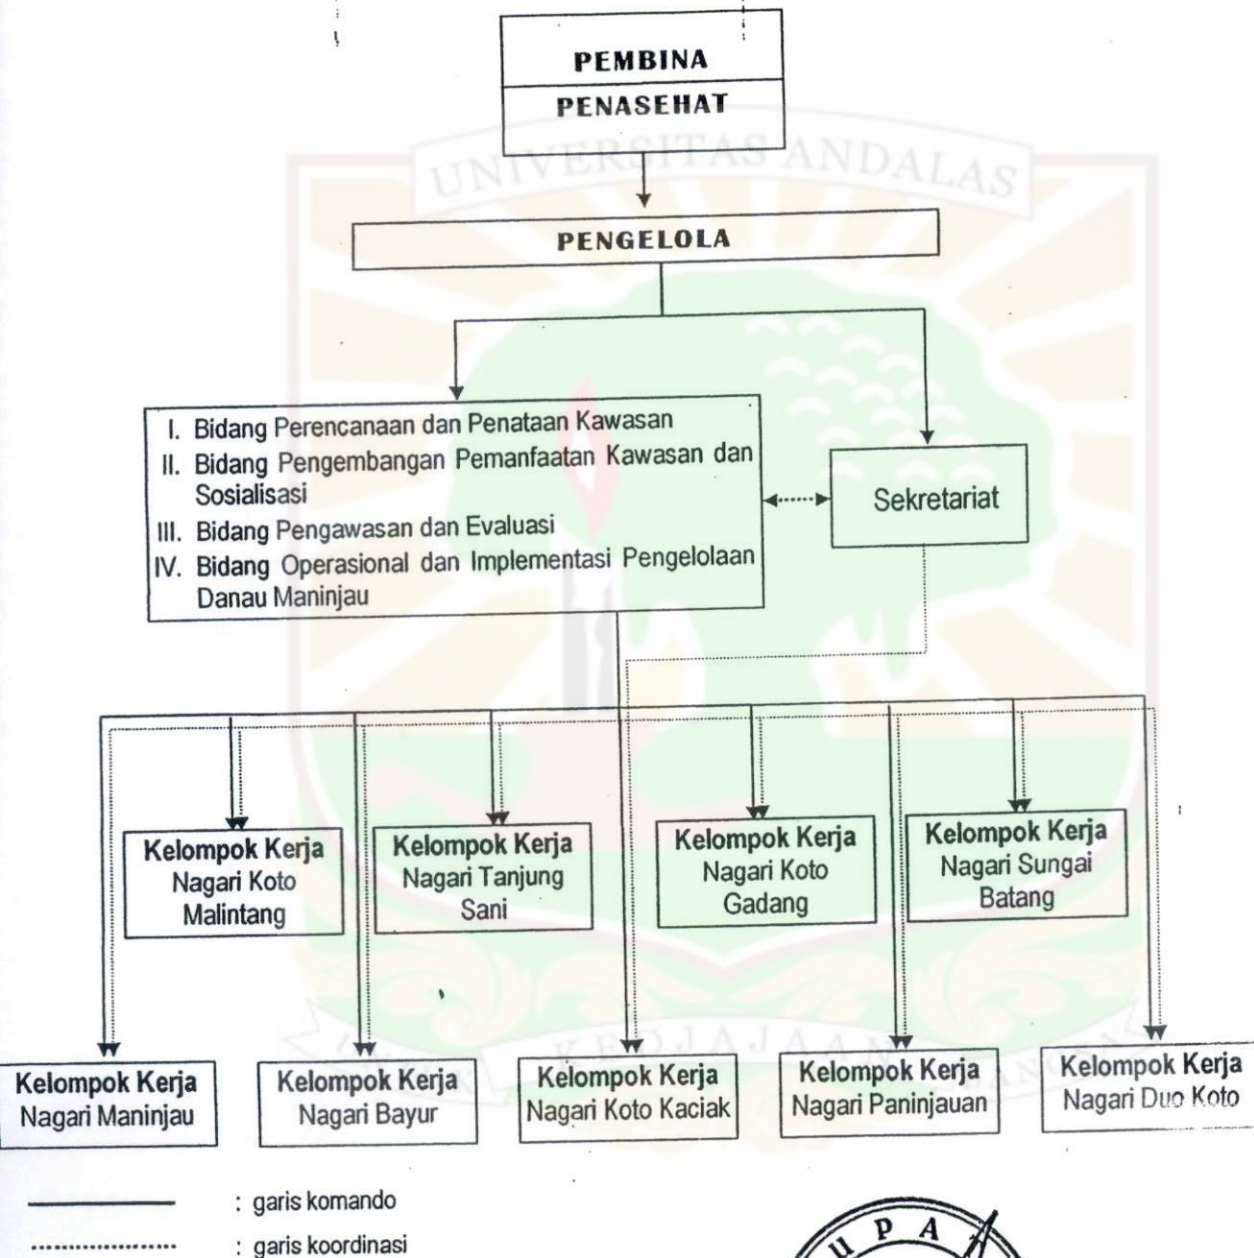 PEMBINA
PENASEHAT
UNIVERSITAS ANDALAS
PENGELOLA
I. Bidang Perencanaan dan Penataan Kawasan
II. Bidang Pengembangan Pemanfaatan Kawasan dan
Sosialisasi
III. Bidang Pengawasan dan Evaluasi
IV. Bidang Operasional dan Implementasi Pengelolaan
Danau Maninjau
Sekretariat
Kelompok Kerja
Nagari Koto
Malintang
Kelompok Kerja
Nagari Tanjung
Sani
Kelompok Kerja
Nagari Koto
Gadang
Kelompok Kerja
Nagari Sungai
Batang
UNTUK KEDJAJAAN BANGSA
Kelompok Kerja
Nagari Maninjau
Kelompok Kerja
Nagari Bayur
Kelompok Kerja
Nagari Koto Kaciak
Kelompok Kerja
Nagari Paninjauan
Kelompok Kerja
Nagari Duo Koto
: garis komando
: garis koordinasi